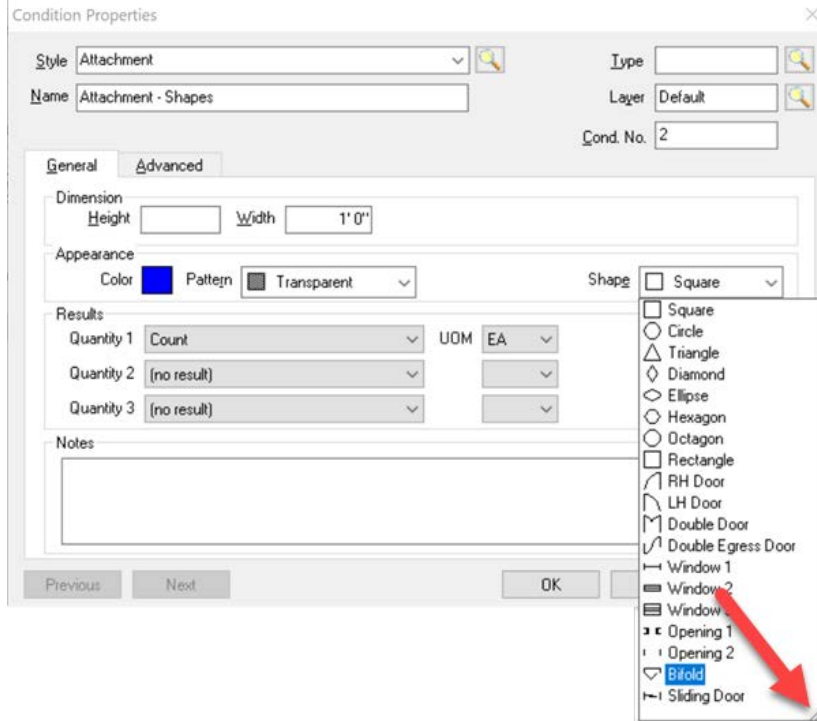 Condition Properties
Style Attachment Type
Name Attachment - Shapes Layer Default
Cond. No. 2
General Advanced
Dimension
Height Width 1' 0"
Appearance
Color Pattern Transparent Shape Square
Results
Quantity 1 Count UOM EA
Quantity 2 (no result)
Quantity 3 (no result)
Notes
Previous Next OK
Square
Circle
Triangle
Diamond
Ellipse
Hexagon
Octagon
Rectangle
RH Door
LH Door
Double Door
Double Egress Door
Window 1
Window 2
Window
Opening 1
Opening 2
Bifold
Sliding Door